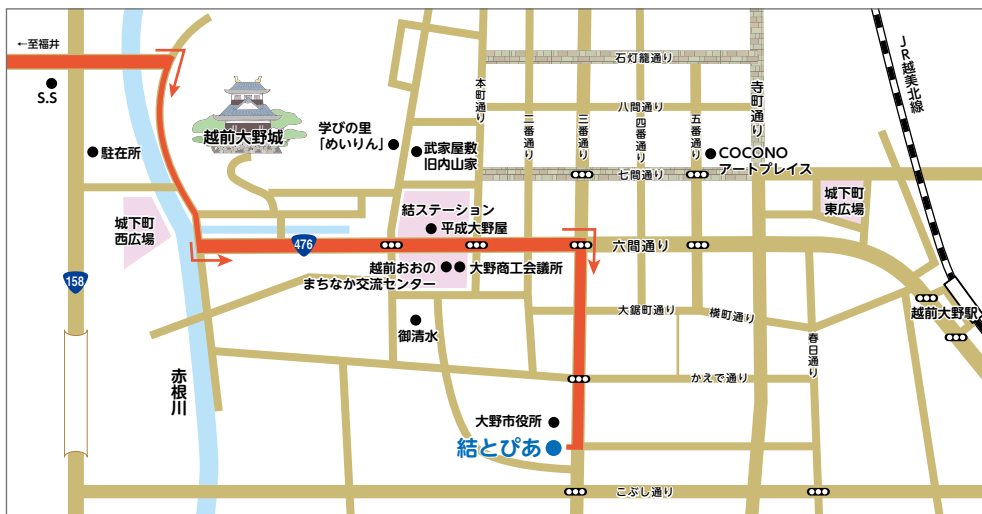 ←至福井
S.S
駐在所
越前大野城
学びの里
「めいりん」
武家屋敷
旧内山家
本町通り
二番通り
三番通り
四番通り
五番通り
寺町通り
石灯籠通り
八間通り
七間通り
COCONO
アートプレイス
JR越美北線
城下町
東広場
城下町
西広場
結ステーション
平成大野屋
476
六間通り
越前おおの
まちなか交流センター
大野商工会議所
158
御清水
大鋸町通り
横町通り
春日通り
越前大野駅
赤根川
かえで通り
大野市役所
結とぴあ
こぶし通り